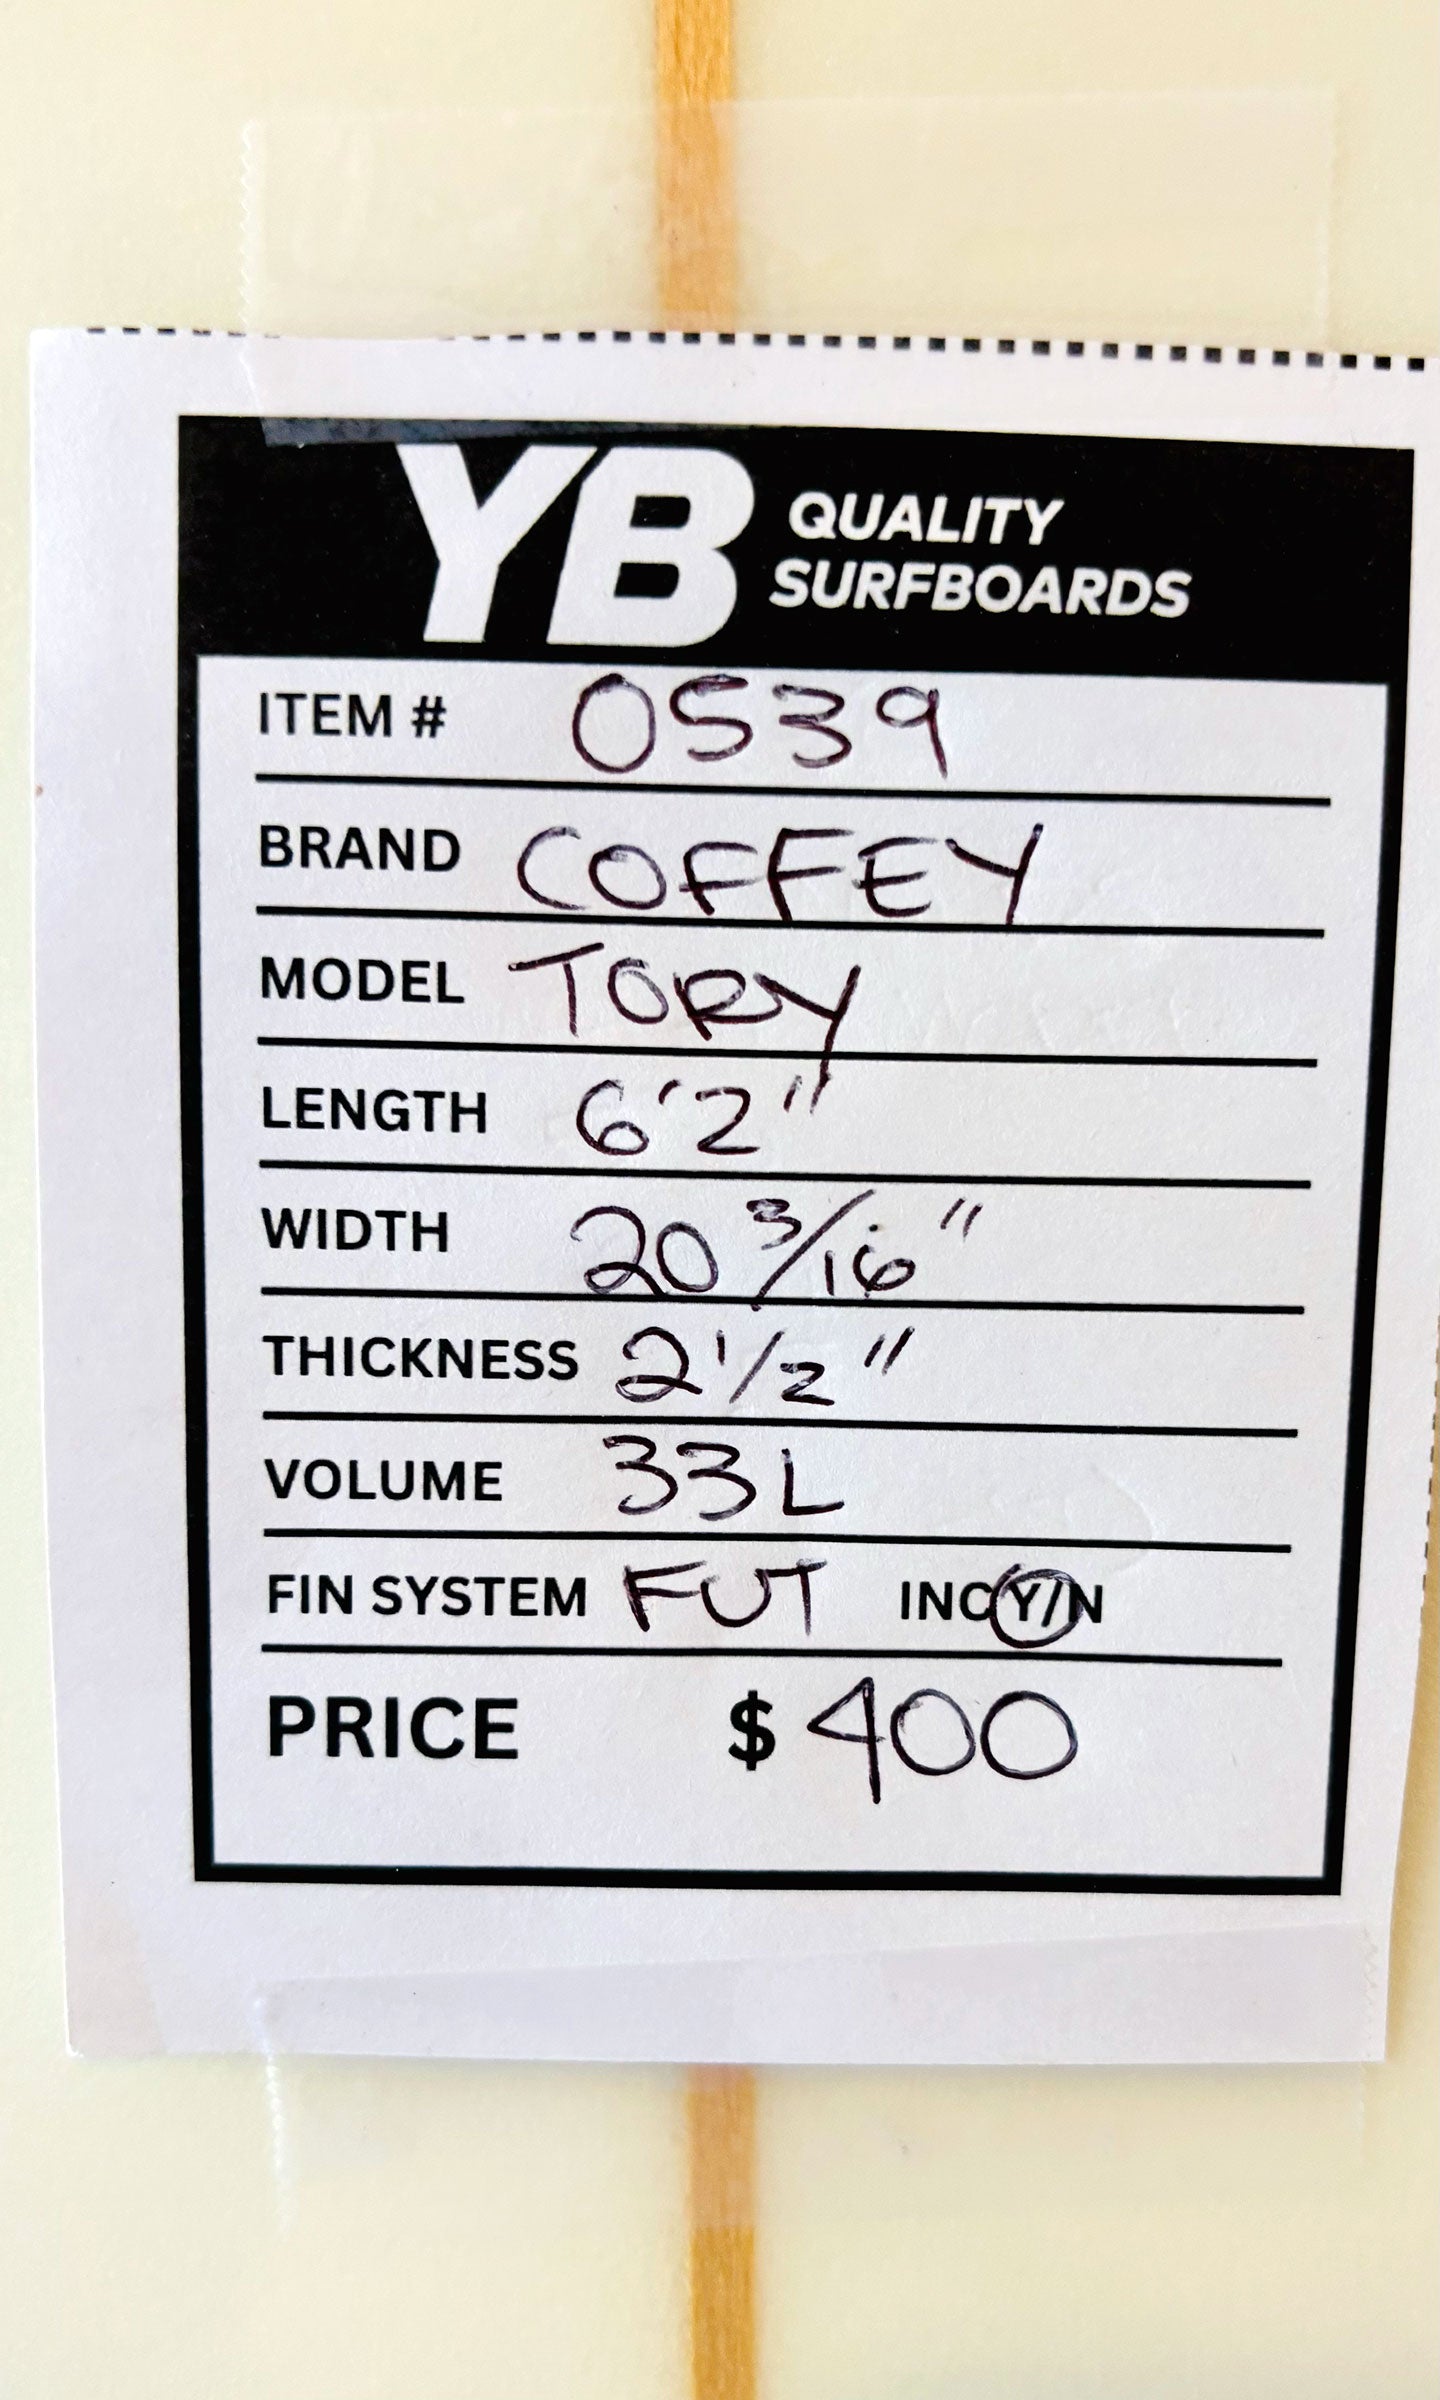 YB QUALITY
SURFBOARDS
ITEM # 0539
BRAND COFFEY
MODEL TORY
LENGTH 6'2"
WIDTH 20 3/16"
THICKNESS 2 1/2"
VOLUME 33L
FIN SYSTEM FUT INC Y/N
PRICE $400